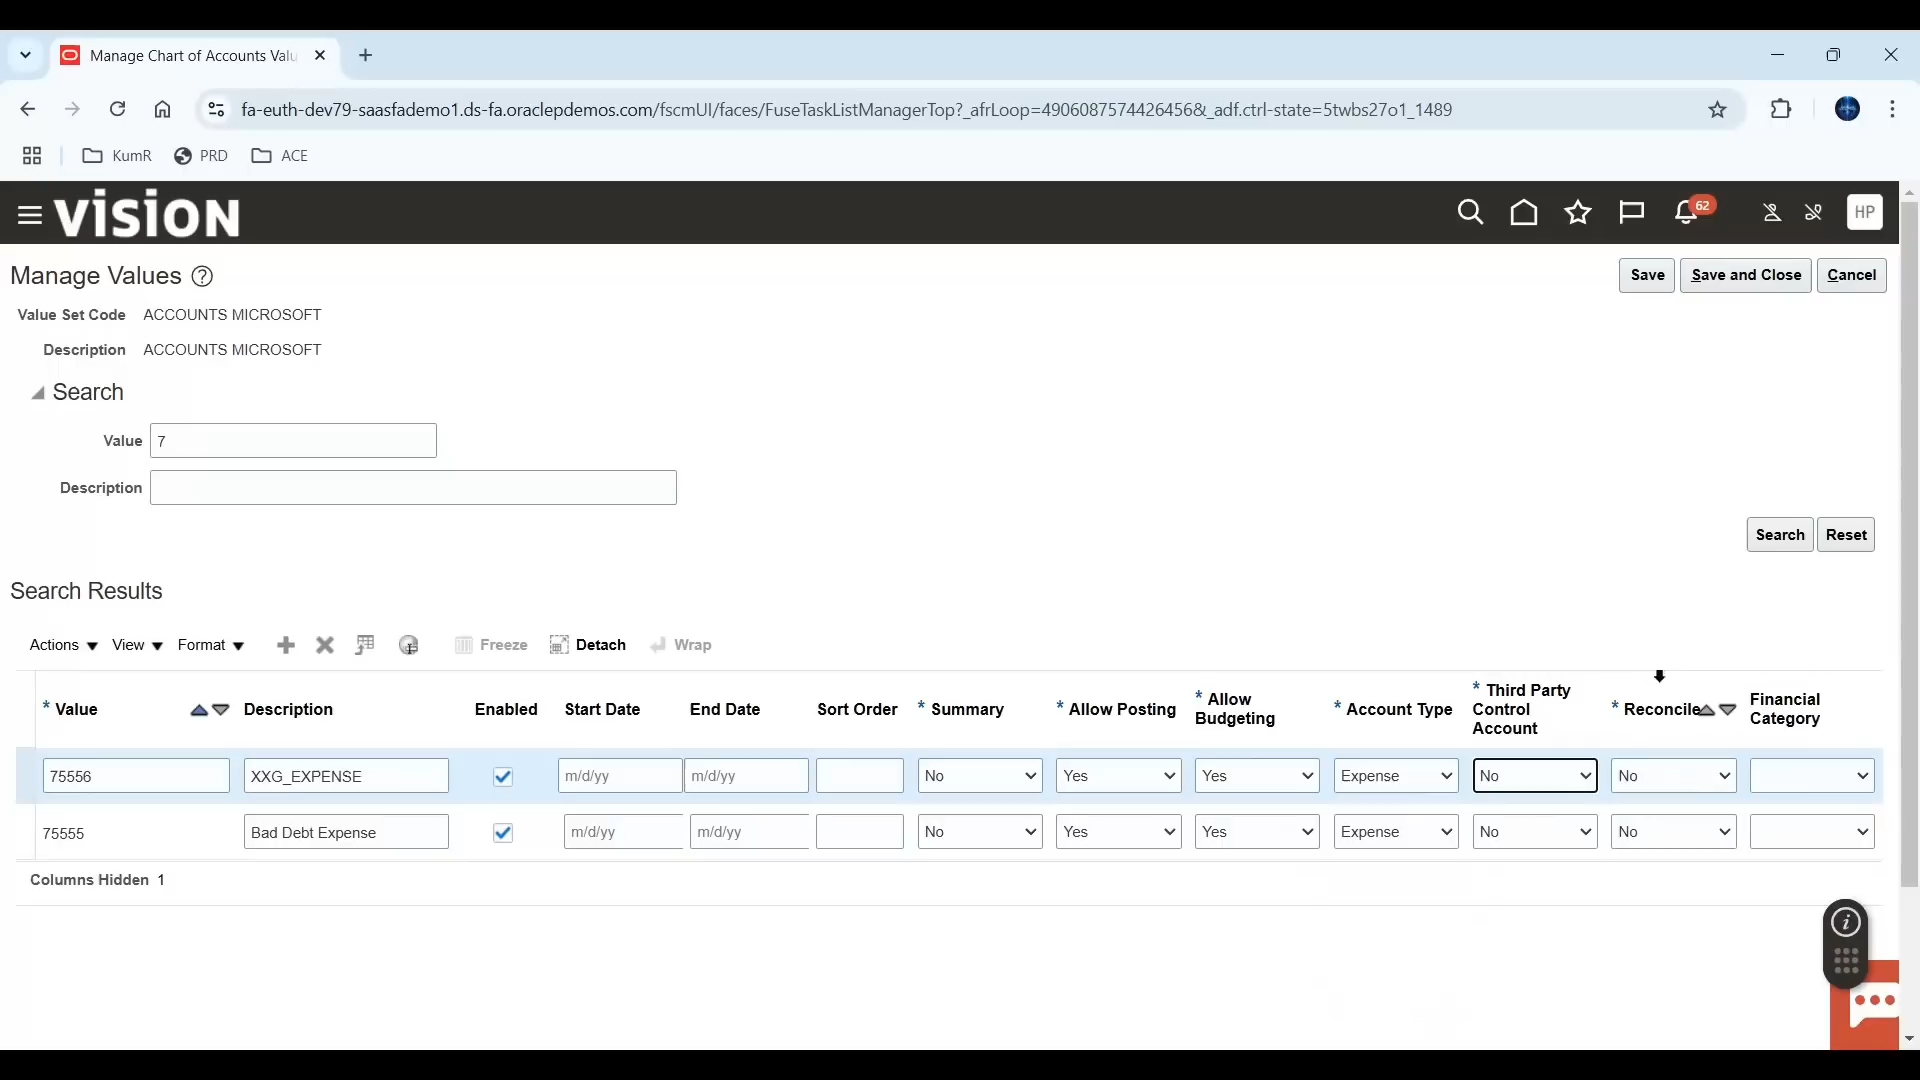 Manage Chart of Accounts Valu
fa-euth-dev79-saasfademo1.ds-fa.oraclepdemos.com/fscmUI/faces/FuseTaskListManagerTop?_afrLoop=49060875744264566&_adf.ctrl-state=5twbs27o1_1489
KumR PRD ACE
vision 62 HP
Manage Values ? Save Save and Close Cancel
Value Set Code ACCOUNTS MICROSOFT
Description ACCOUNTS MICROSOFT
Search
Value 7
Description
Search Reset
Search Results
Actions View Format Freeze Detach Wrap
* Value Description Enabled Start Date End Date Sort Order * Summary * Allow Posting * Allow Budgeting * Account Type * Third Party Control Account * Reconcile Financial Category
75556 XXG_EXPENSE m/d/yy m/d/yy No Yes Yes Expense No No
75555 Bad Debt Expense m/d/yy m/d/yy No Yes Yes Expense No No
Columns Hidden 1